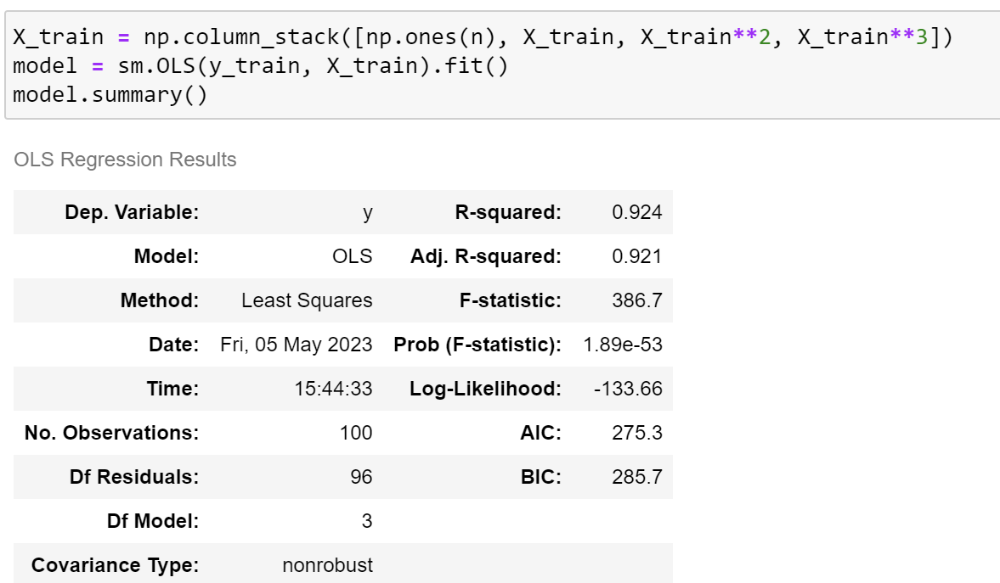 X_train = np.column_stack([np.ones(n), X_train, X_train**2, X_train**3])
model = sm.OLS(y_train, X_train).fit()
model.summary()
OLS Regression Results
Dep. Variable: y R-squared: 0.924
Model: OLS Adj. R-squared: 0.921
Method: Least Squares F-statistic: 386.7
Date: Fri, 05 May 2023 Prob (F-statistic): 1.89e-53
Time: 15:44:33 Log-Likelihood: -133.66
No. Observations: 100 AIC: 275.3
Df Residuals: 96 BIC: 285.7
Df Model: 3
Covariance Type: nonrobust